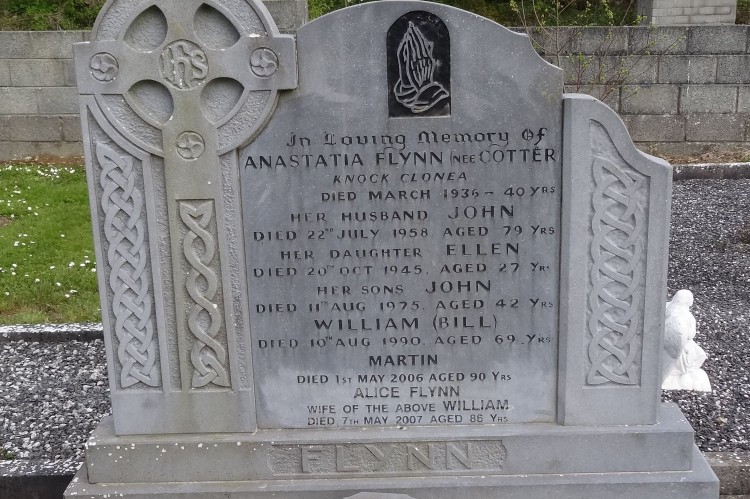 IHS
In Loving Memory Of
ANASTATIA FLYNN (NEE COTTER
KNOCK CLONEA
DIED MARCH 1936 - 40 YRS
HER HUSBAND JOHN
DIED 22ND JULY 1958 AGED 79 YRS
HER DAUGHTER ELLEN
DIED 20TH OCT 1945, AGED 27 YRS
HER SONS JOHN
DIED 11TH AUG 1975, AGED 42 YRS
WILLIAM (BILL)
DIED 10TH AUG 1990, AGED 69 YRS
MARTIN
DIED 1ST MAY 2006 AGED 90 YRS
ALICE FLYNN
WIFE OF THE ABOVE WILLIAM
DIED 7TH MAY 2007 AGED 86 YRS
FLYNN